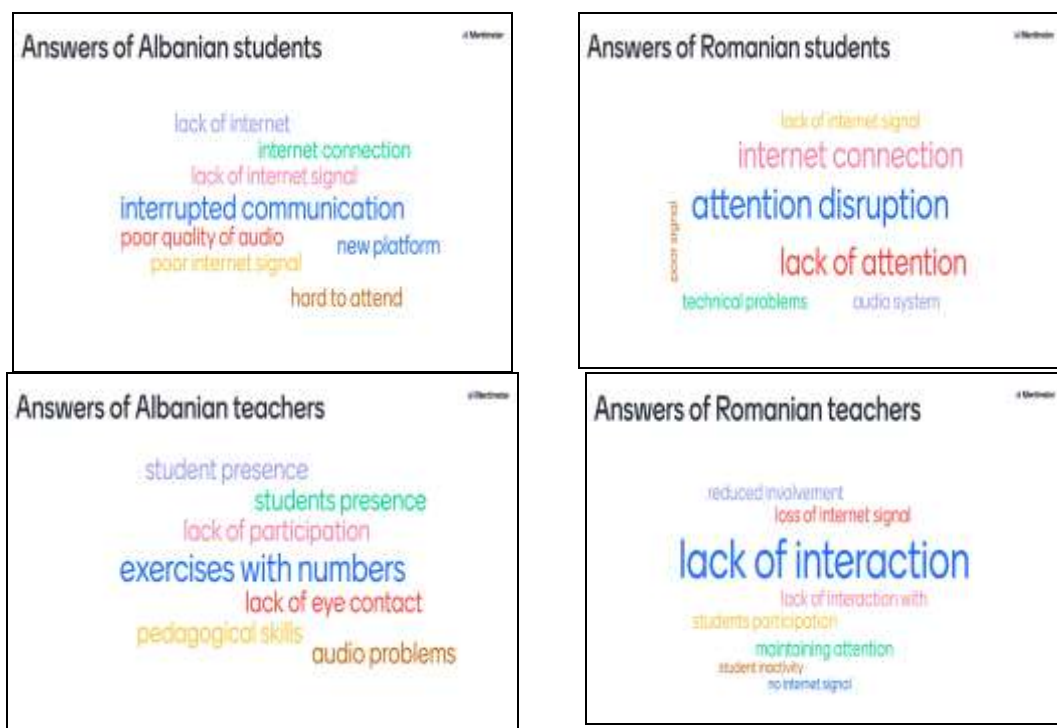 Answers of Albanian students
Mentimeter
lack of internet
internet connection
lack of internet signal
interrupted communication
poor quality of audio
new platform
poor internet signal
hard to attend
Answers of Romanian students
Mentimeter
lack of internet signal
internet connection
attention disruption
poor signal
lack of attention
technical problems
audio system
Answers of Albanian teachers
Mentimeter
student presence
students presence
lack of participation
exercises with numbers
lack of eye contact
pedagogical skills
audio problems
Answers of Romanian teachers
Mentimeter
reduced involvement
loss of internet signal
lack of interaction
lack of interaction with
students participation
maintaining attention
student inactivity
no internet signal